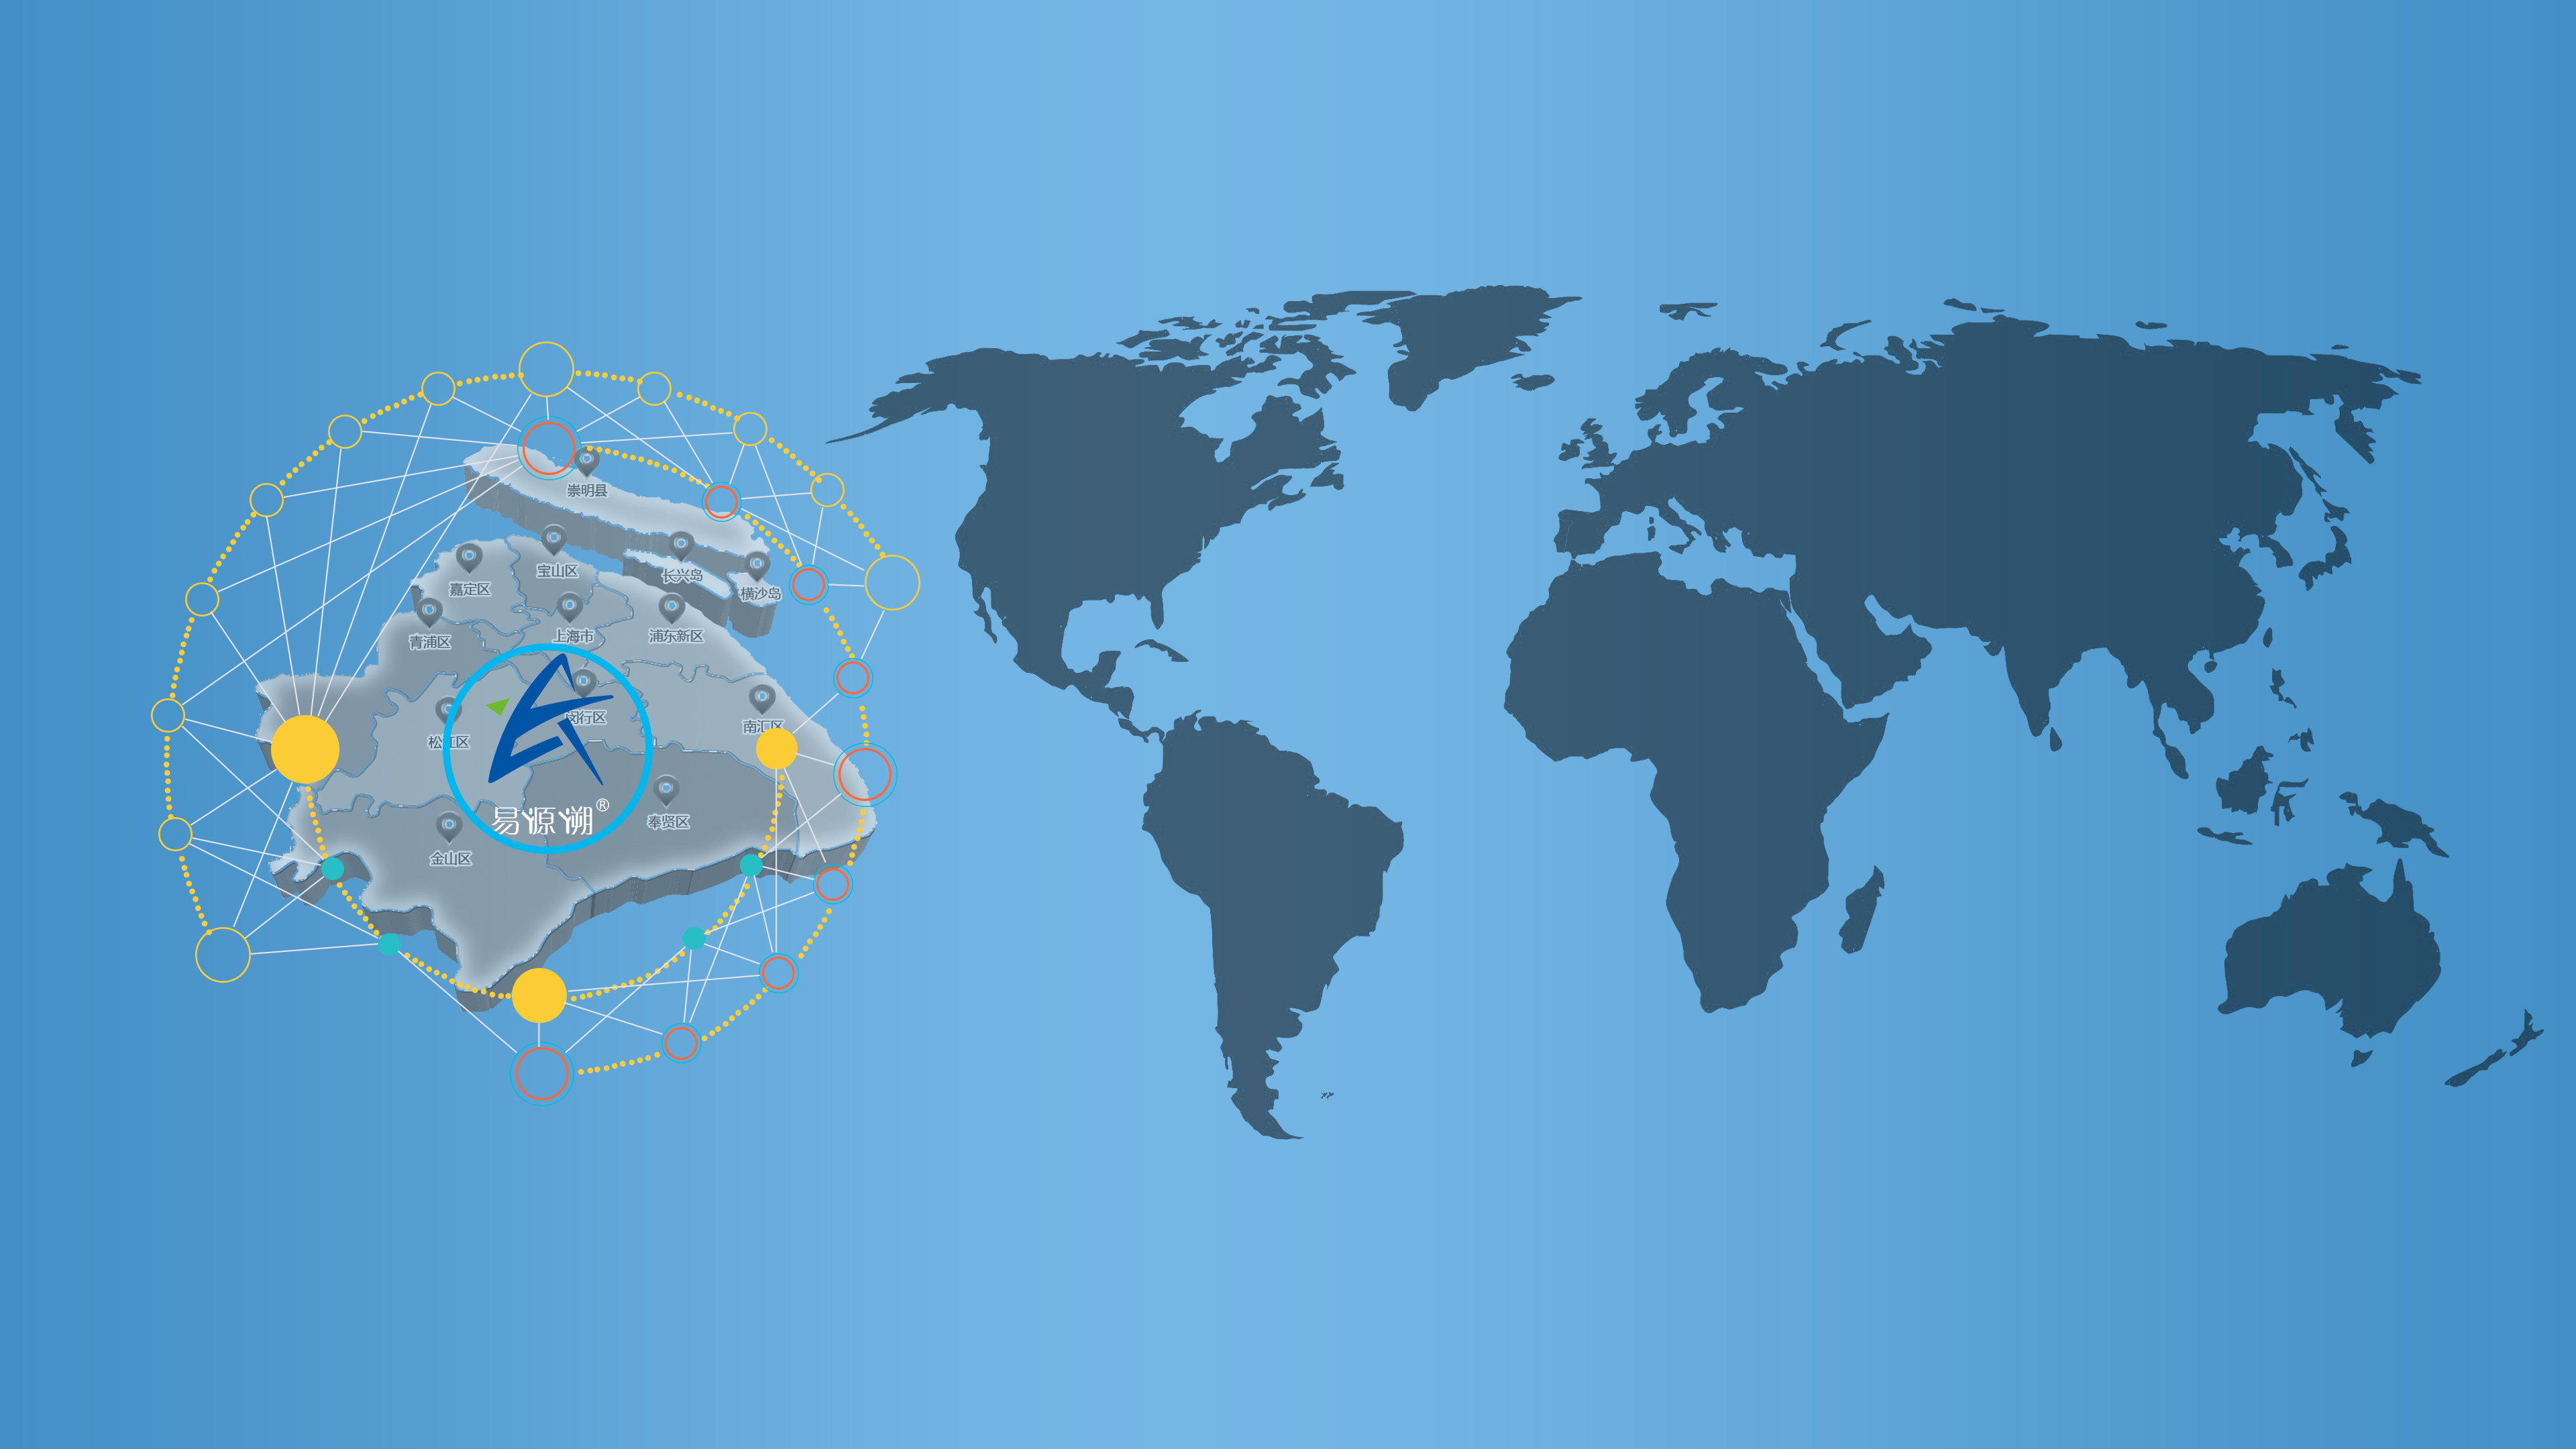 崇明县
宝山区
长兴岛
嘉定区
横沙岛
青浦区
上海市
浦东新区
闵行区
南汇区
松江区
易源溯®
奉贤区
金山区